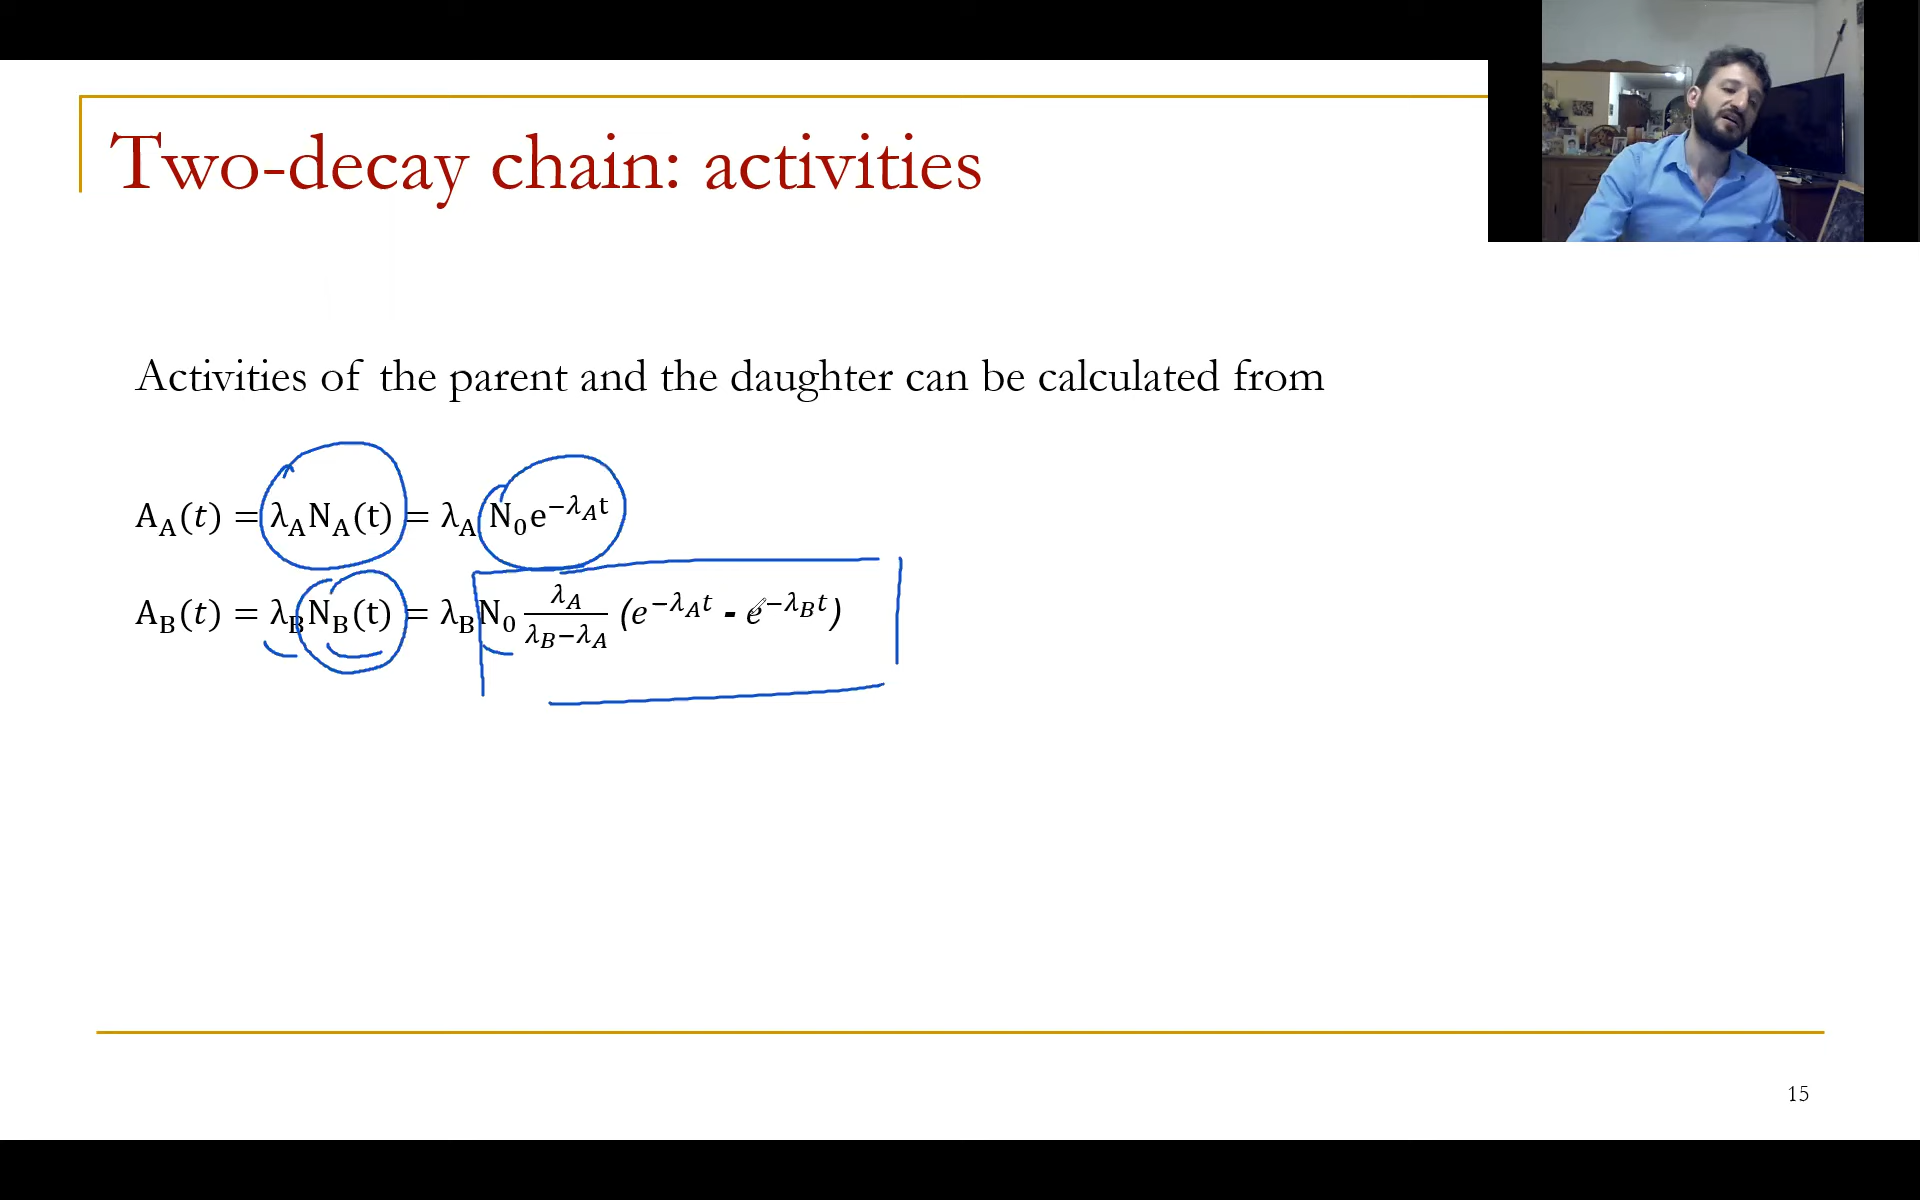 Two-decay chain: activities
Activities of the parent and the daughter can be calculated from
A_A(t) = λ_A N_A(t) = λ_A N_0 e^{−λ_A t}
A_B(t) = λ_B N_B(t) = λ_B N_0 \frac{λ_A}{λ_B−λ_A} (e^{−λ_A t} - e^{−λ_B t})
15